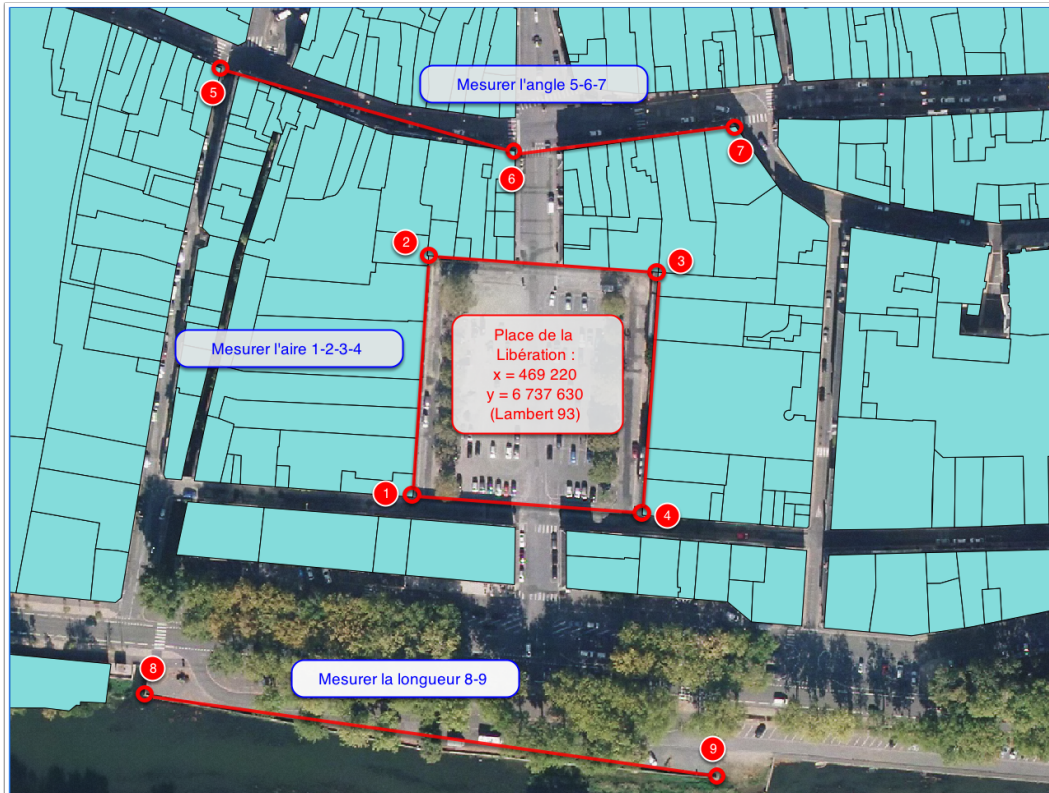 5
Mesurer l'angle 5-6-7
6
7
2
3
Mesurer l'aire 1-2-3-4
Place de la
Libération :
x = 469 220
y = 6 737 630
(Lambert 93)
1
4
8
Mesurer la longueur 8-9
9